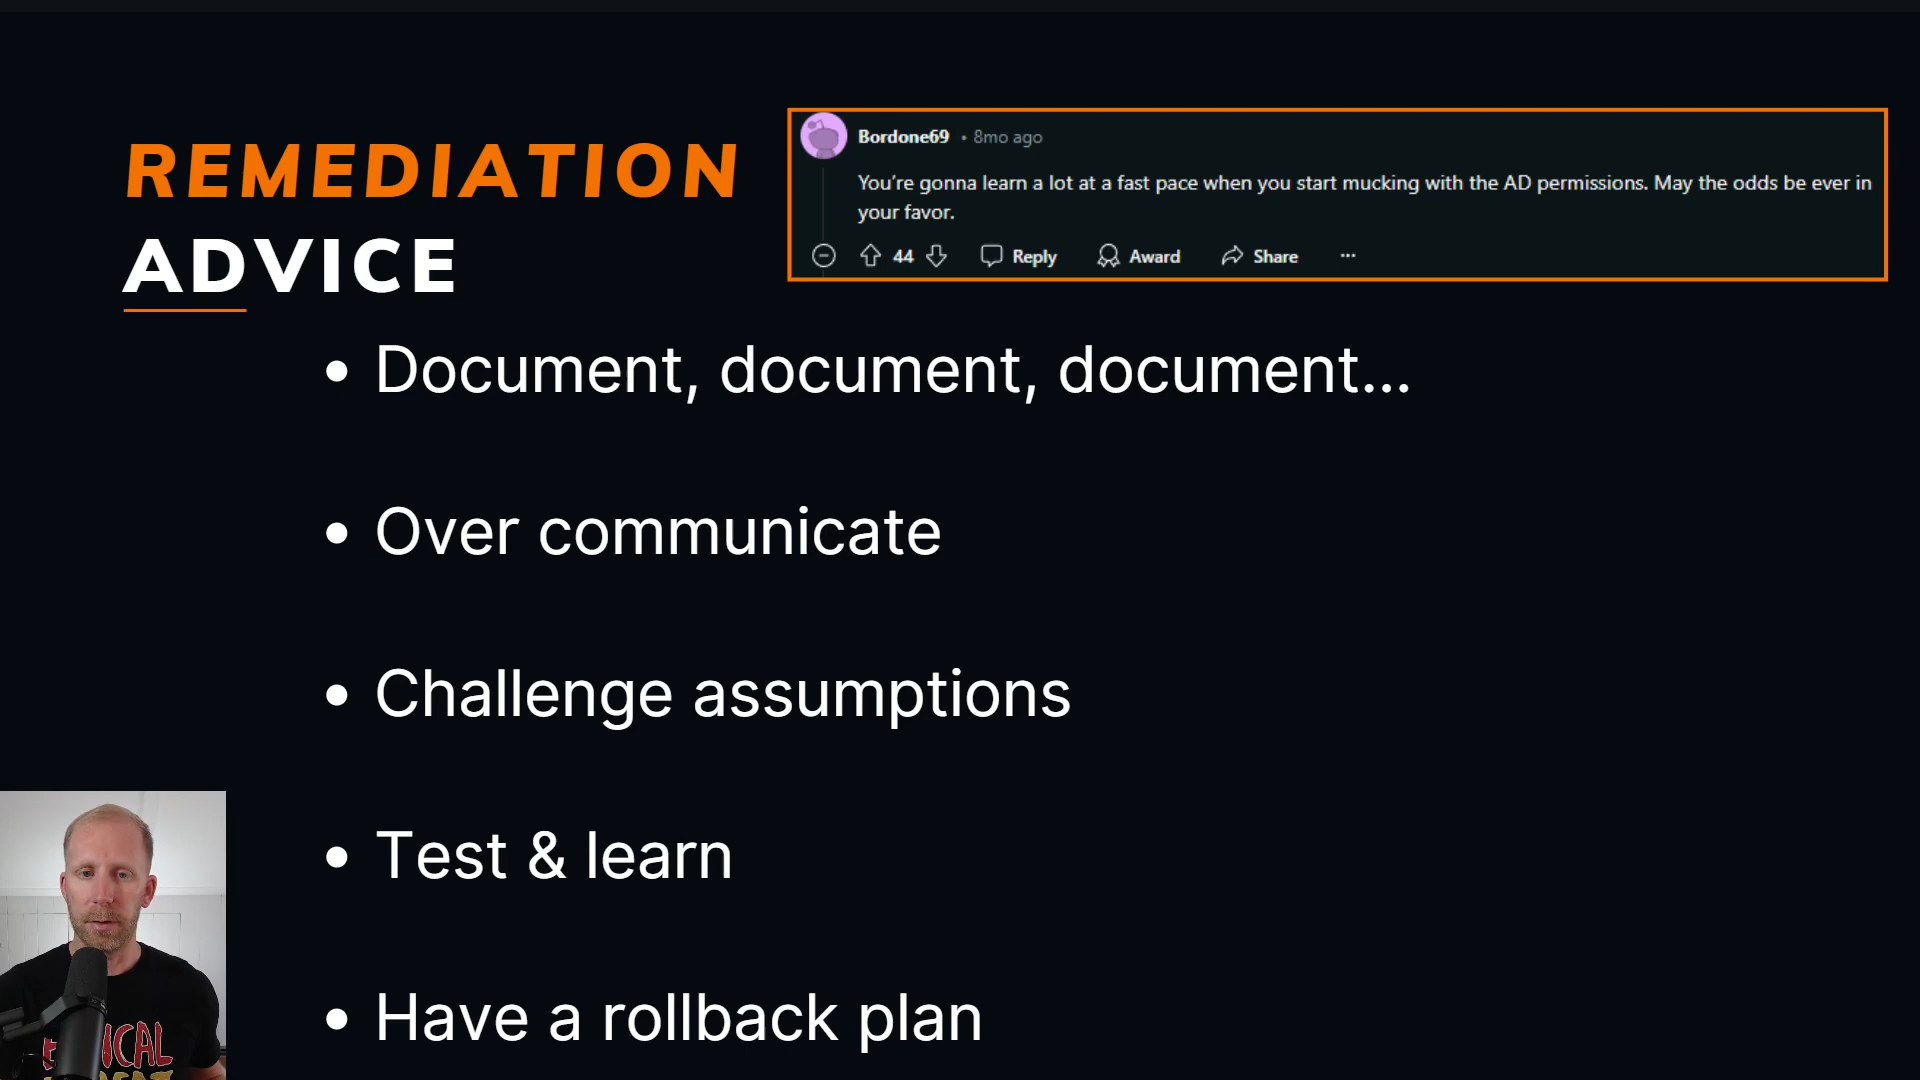 REMEDIATION
ADVICE
Bordone69 • 8mo ago
You're gonna learn a lot at a fast pace when you start mucking with the AD permissions. May the odds be ever in
your favor.
44 Reply Award Share ...
• Document, document, document...
• Over communicate
• Challenge assumptions
• Test & learn
• Have a rollback plan